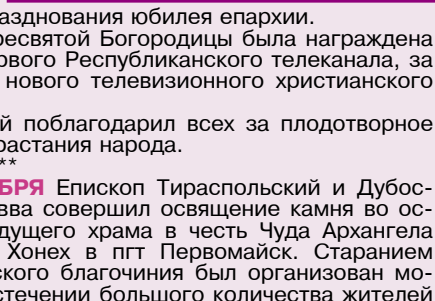 азднования юбилея епархии.
ресвятой Богородицы была награждена
рвого Республиканского телеканала, за
нового телевизионного христианского
й поблагодарил всех за плодотворное
растания народа.
**
БРЯ Епископ Тираспольский и Дубос-
вва совершил освящение камня во ос-
дущего храма в честь Чуда Архангела
Хонех в пгт Первомайск. Старанием
ского благочиния был организован мо-
стечении большого количества жителей